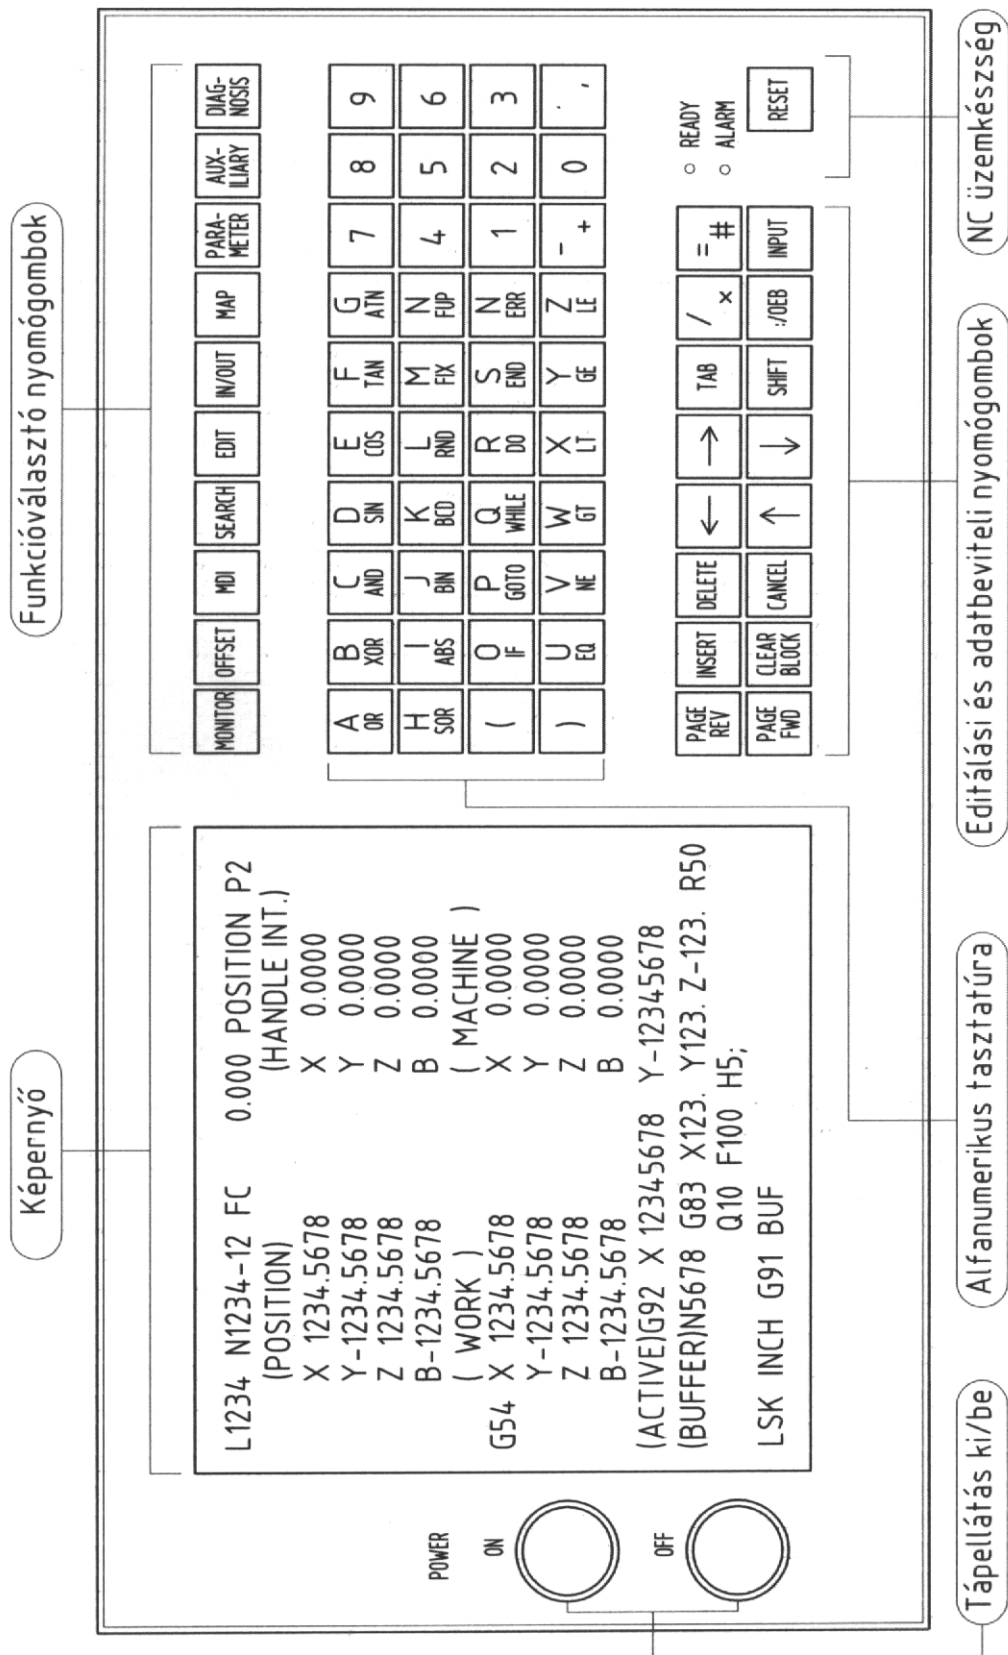 Képernyő
Funkcióválasztó nyomógombok
POWER
ON
OFF
L1234 N1234-12 FC 0.000 POSITION P2
(POSITION) (HANDLE INT.)
X 1234.5678 X 0.0000
Y-1234.5678 Y 0.0000
Z 1234.5678 Z 0.0000
B-1234.5678 B 0.0000
( WORK ) ( MACHINE )
G54 X 1234.5678 X 0.0000
Y-1234.5678 Y 0.0000
Z 1234.5678 Z 0.0000
B-1234.5678 B 0.0000
(ACTIVE)G92 X 12345678 Y-12345678
(BUFFER)N5678 G83 X123. Y123. Z-123. R50
Q10 F100 H5;
LSK INCH G91 BUF
MONITOR OFFSET MDI SEARCH EDIT IN/OUT MAP PARA- AUX- DIAG-
METER ILIARY NOSIS
A B C D E F G 7 8 9
OR XOR AND SIN COS TAN ATN
H I J K L M N 4 5 6
SOR ABS BIN BCD RND FIX FUP
( O P Q R S N 1 2 3
IF GOTO WHILE DO END ERR
) U V W X Y Z - + 0 . ,
EQ NE GT LT GE LE
PAGE INSERT DELETE ← → TAB / × = #
REV
PAGE CLEAR CANCEL ↑ ↓ SHIFT ;/OEB INPUT
FWD BLOCK
READY
ALARM
RESET
Tápellátás ki/be
Alfanumerikus tasztatúra
Editálási és adatbeviteli nyomógombok
NC üzemkészség